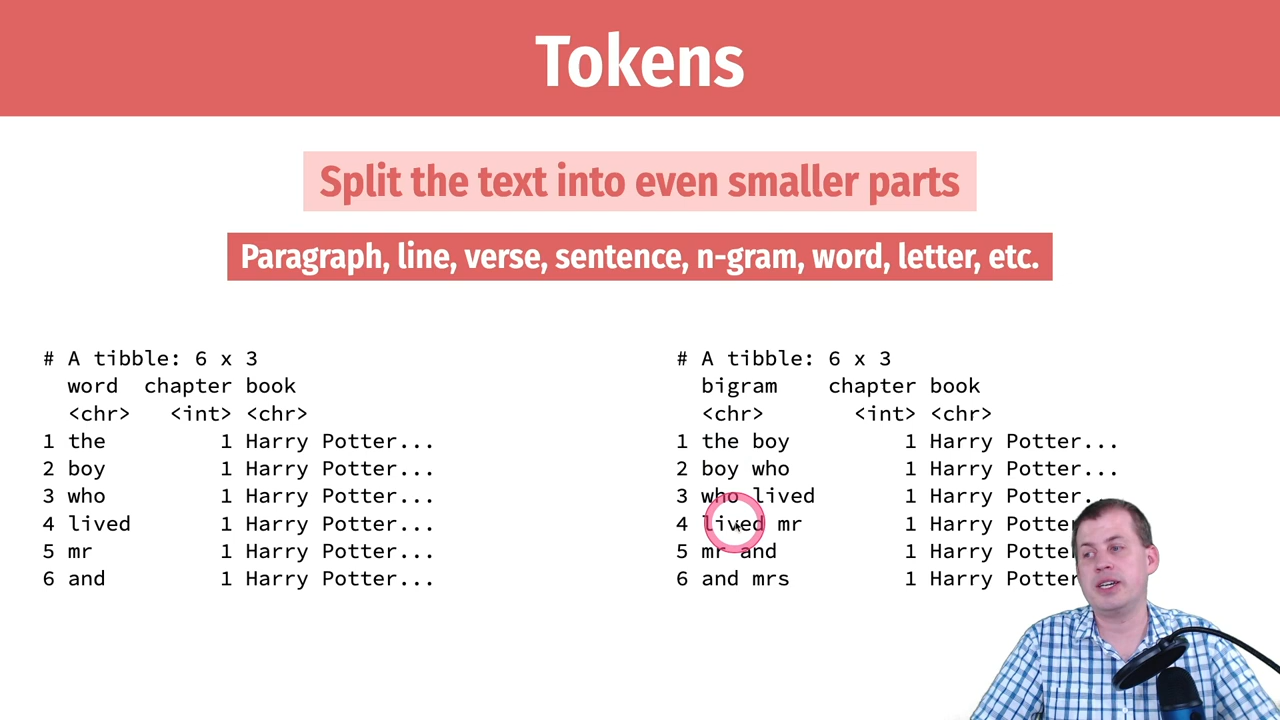 Tokens
Split the text into even smaller parts
Paragraph, line, verse, sentence, n-gram, word, letter, etc.
# A tibble: 6 x 3
word chapter book
<chr> <int> <chr>
1 the 1 Harry Potter...
2 boy 1 Harry Potter...
3 who 1 Harry Potter...
4 lived 1 Harry Potter...
5 mr 1 Harry Potter...
6 and 1 Harry Potter...
# A tibble: 6 x 3
bigram chapter book
<chr> <int> <chr>
1 the boy 1 Harry Potter...
2 boy who 1 Harry Potter...
3 who lived 1 Harry Potter...
4 lived mr 1 Harry Potter
5 mr and 1 Harry Potter
6 and mrs 1 Harry Potter